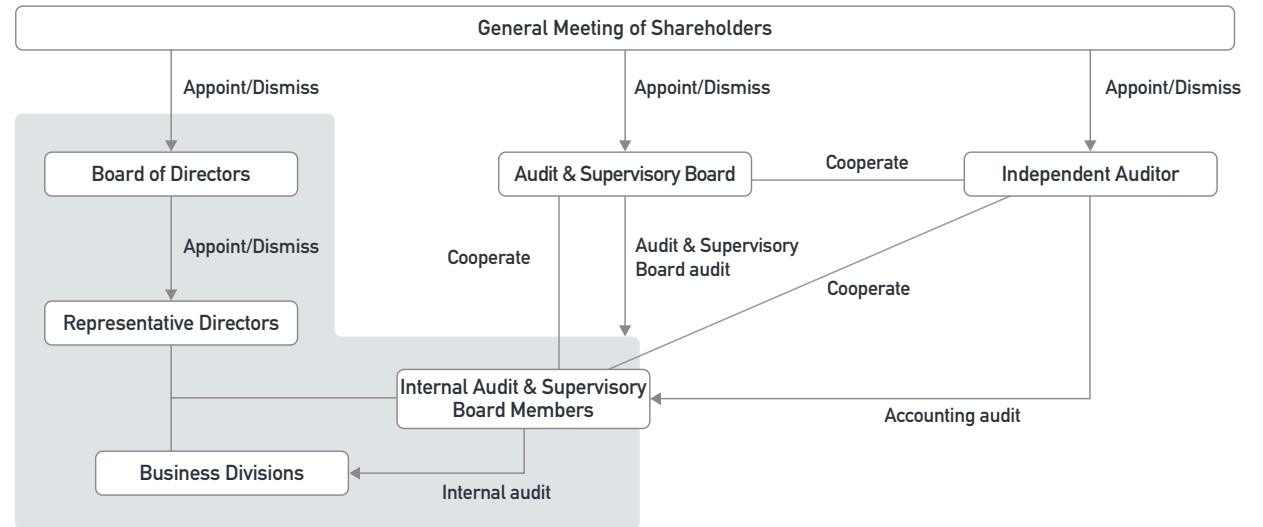 General Meeting of Shareholders
Appoint/Dismiss
Appoint/Dismiss
Appoint/Dismiss
Board of Directors
Audit & Supervisory Board
Cooperate
Independent Auditor
Appoint/Dismiss
Cooperate
Audit & Supervisory
Board audit
Cooperate
Representative Directors
Internal Audit & Supervisory
Board Members
Accounting audit
Business Divisions
Internal audit